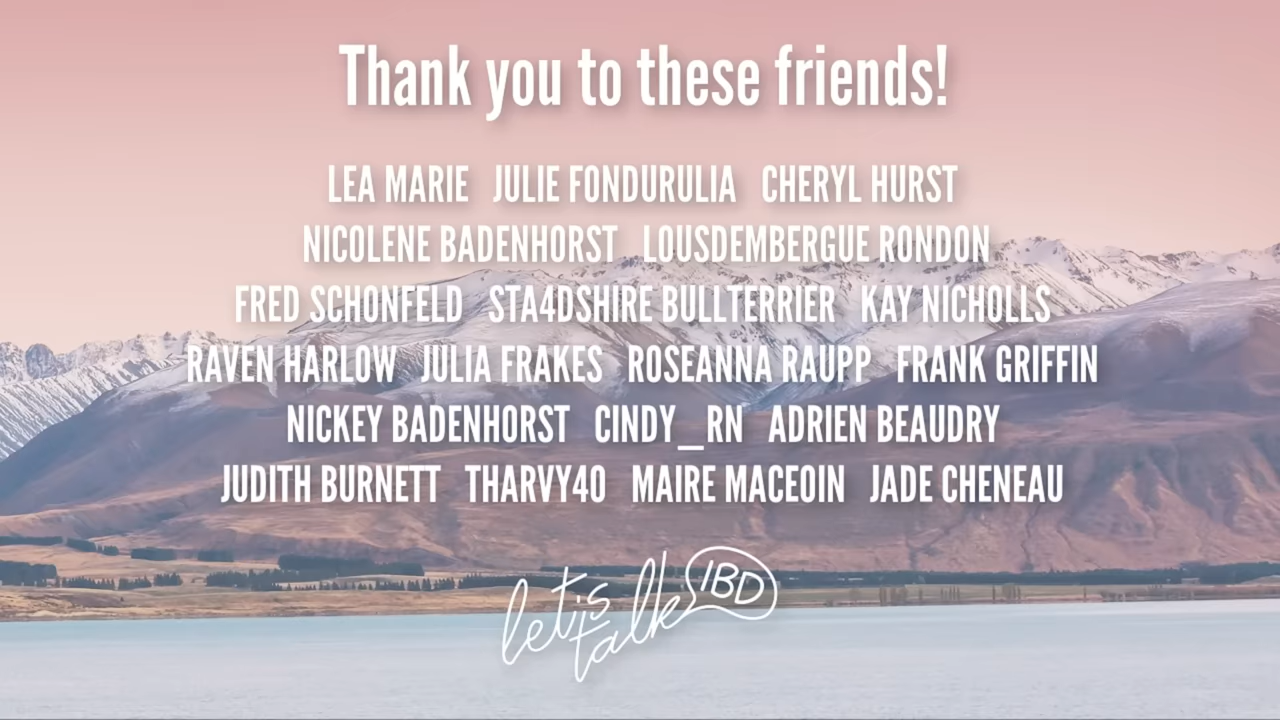 Thank you to these friends!
LEA MARIE JULIE FONDURULIA CHERYL HURST
NICOLENE BADENHORST LOUSDEMBERGUE RONDON
FRED SCHONFELD STA4DSHIRE BULLTERRIER KAY NICHOLLS
RAVEN HARLOW JULIA FRAKES ROSEANNA RAUPP FRANK GRIFFIN
NICKEY BADENHORST CINDY_RN ADRIEN BEAUDRY
JUDITH BURNETT THARVY40 MAIRE MACEOIN JADE CHENEAU
let's
talk IBD